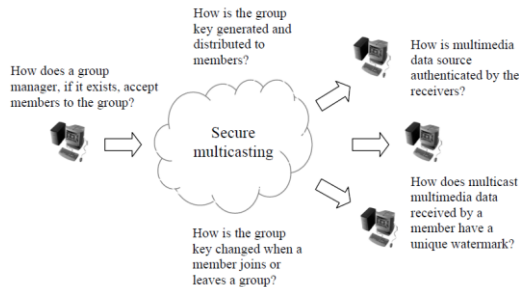 How is the group
key generated and
distributed to
members?
How is multimedia
data source
authenticated by the
receivers?
How does a group
manager, if it exists, accept
members to the group?
Secure
multicasting
How does multicast
multimedia data
received by a
member have a
unique watermark?
How is the group
key changed when a
member joins or
leaves a group?